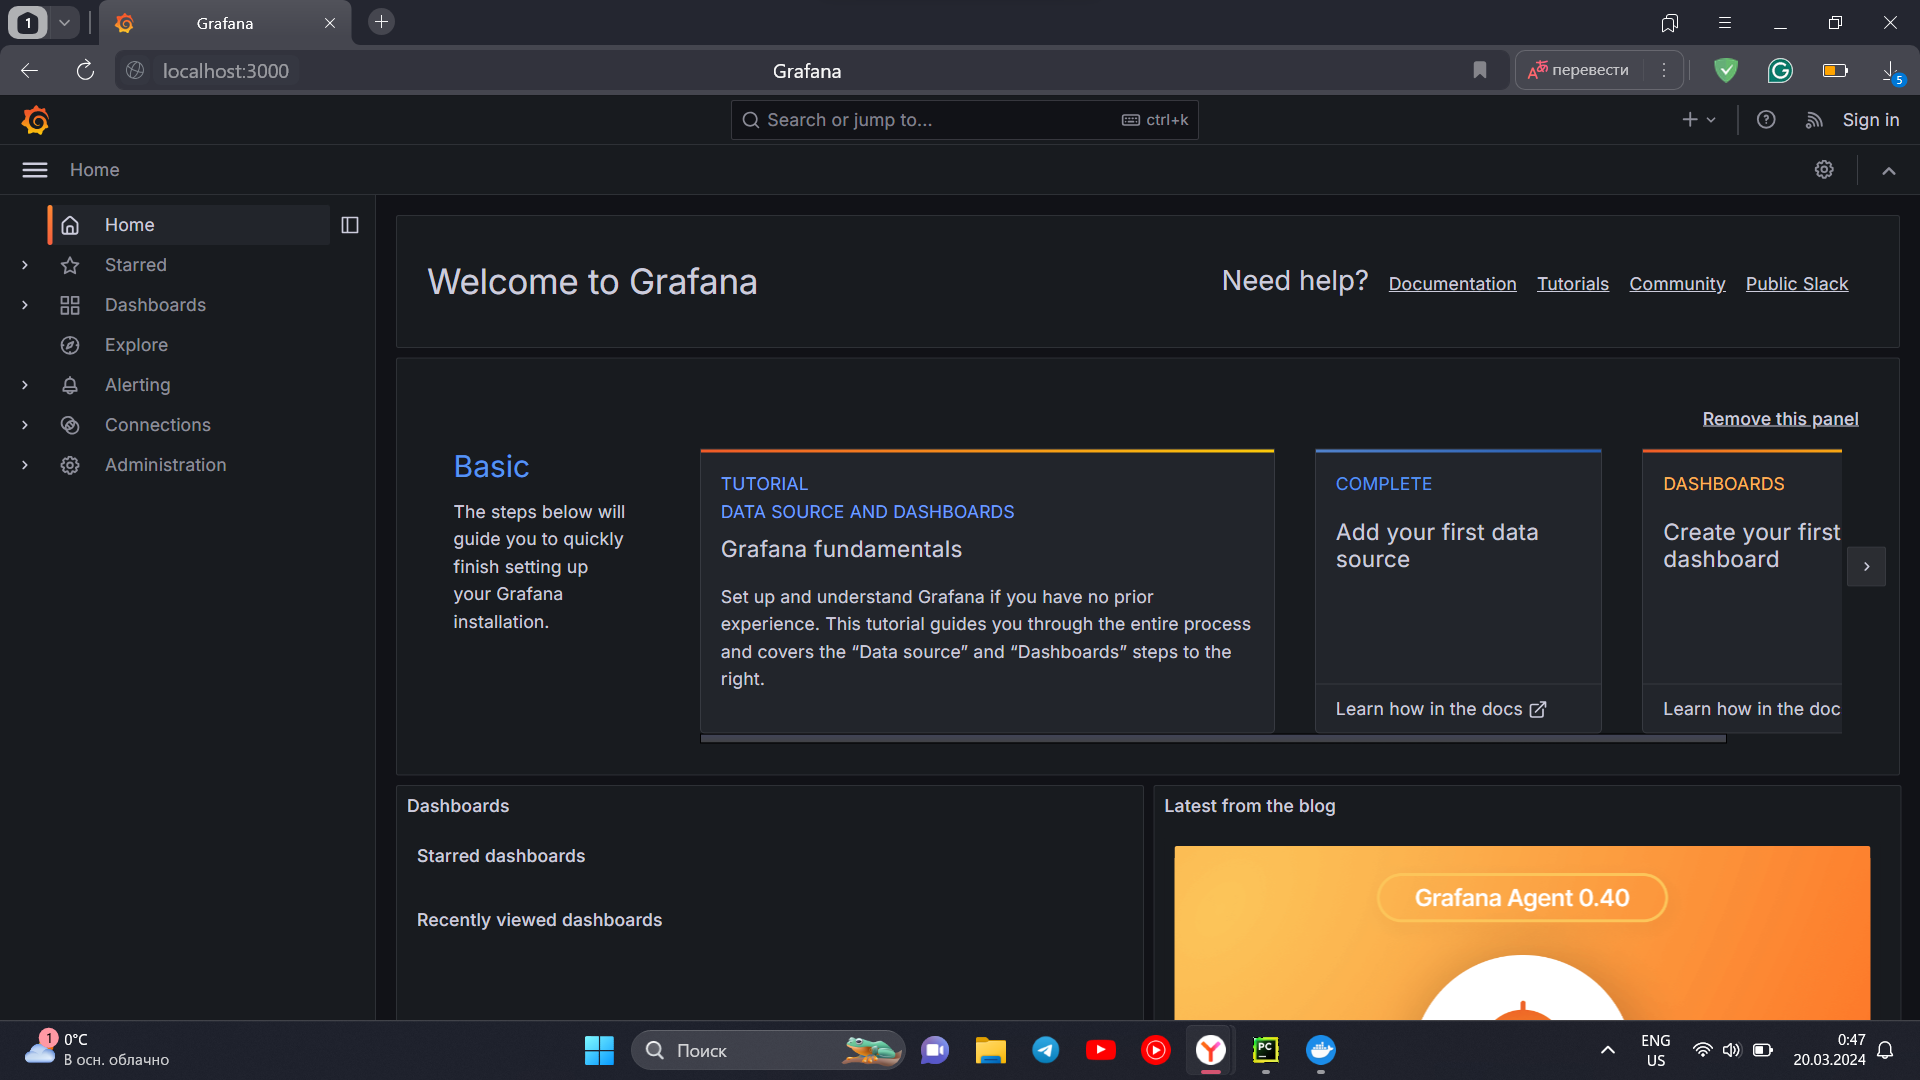 1
Grafana
localhost:3000
Grafana
перевести
5
Search or jump to...
ctrl+k
Sign in
Home
Home
Starred
Dashboards
Explore
Alerting
Connections
Administration
Welcome to Grafana
Need help?
Documentation
Tutorials
Community
Public Slack
Remove this panel
Basic
The steps below will
guide you to quickly
finish setting up
your Grafana
installation.
TUTORIAL
DATA SOURCE AND DASHBOARDS
Grafana fundamentals
Set up and understand Grafana if you have no prior
experience. This tutorial guides you through the entire process
and covers the “Data source” and “Dashboards” steps to the
right.
COMPLETE
Add your first data
source
Learn how in the docs
DASHBOARDS
Create your first
dashboard
Learn how in the doc
Dashboards
Starred dashboards
Recently viewed dashboards
Latest from the blog
Grafana Agent 0.40
1
0°C
В осн. облачно
Поиск
PC
ENG
US
0:47
20.03.2024